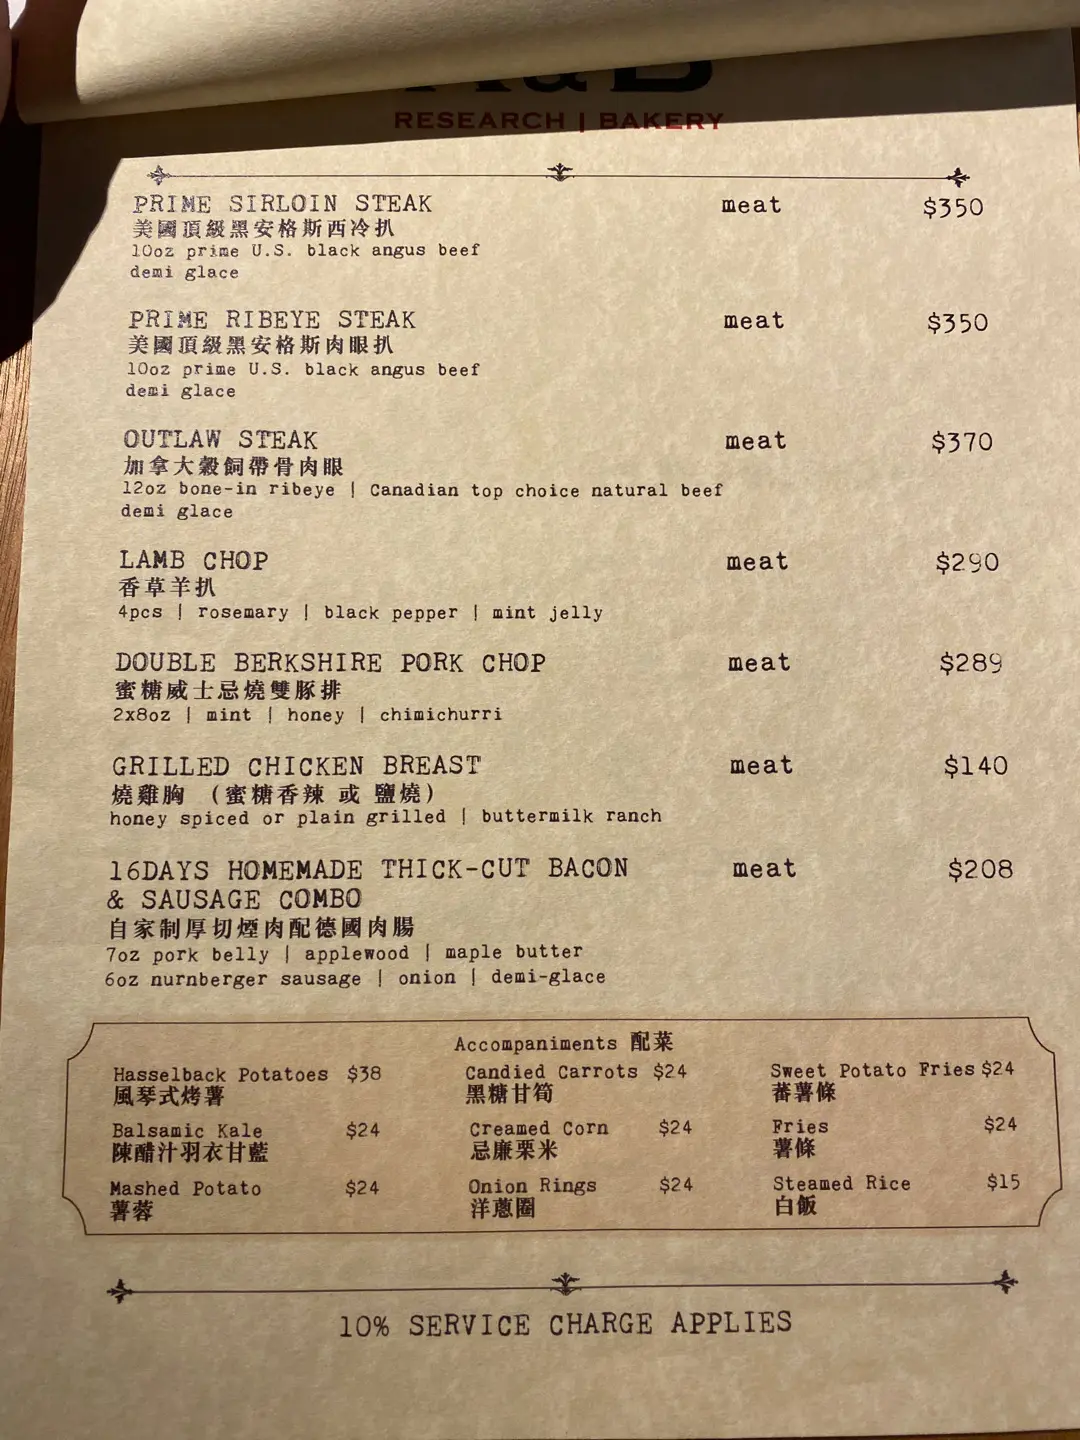 RESEARCH | BAKERY
PRIME SIRLOIN STEAK meat $350
美國頂級黑安格斯西冷扒
10oz prime U.S. black angus beef
demi glace
PRIME RIBEYE STEAK meat $350
美國頂級黑安格斯肉眼扒
10oz prime U.S. black angus beef
demi glace
OUTLAW STEAK meat $370
加拿大穀飼帶骨肉眼
12oz bone-in ribeye | Canadian top choice natural beef
demi glace
LAMB CHOP meat $290
香草羊扒
4pcs | rosemary | black pepper | mint jelly
DOUBLE BERKSHIRE PORK CHOP meat $289
蜜糖威士忌燒雙豚排
2x8oz | mint | honey | chimichurri
GRILLED CHICKEN BREAST meat $140
燒雞胸 (蜜糖香辣 或 鹽燒)
honey spiced or plain grilled | buttermilk ranch
16DAYS HOMEMADE THICK-CUT BACON meat $208
& SAUSAGE COMBO
自家制厚切煙肉配德國肉腸
7oz pork belly | applewood | maple butter
6oz nurnberger sausage | onion | demi-glace
Accompaniments 配菜
Hasselback Potatoes $38 Candied Carrots $24 Sweet Potato Fries $24
風琴式烤薯 黑糖甘筍 蕃薯條
Balsamic Kale $24 Creamed Corn $24 Fries $24
陳醋汁羽衣甘藍 忌廉粟米 薯條
Mashed Potato $24 Onion Rings $24 Steamed Rice $15
薯蓉 洋蔥圈 白飯
10% SERVICE CHARGE APPLIES